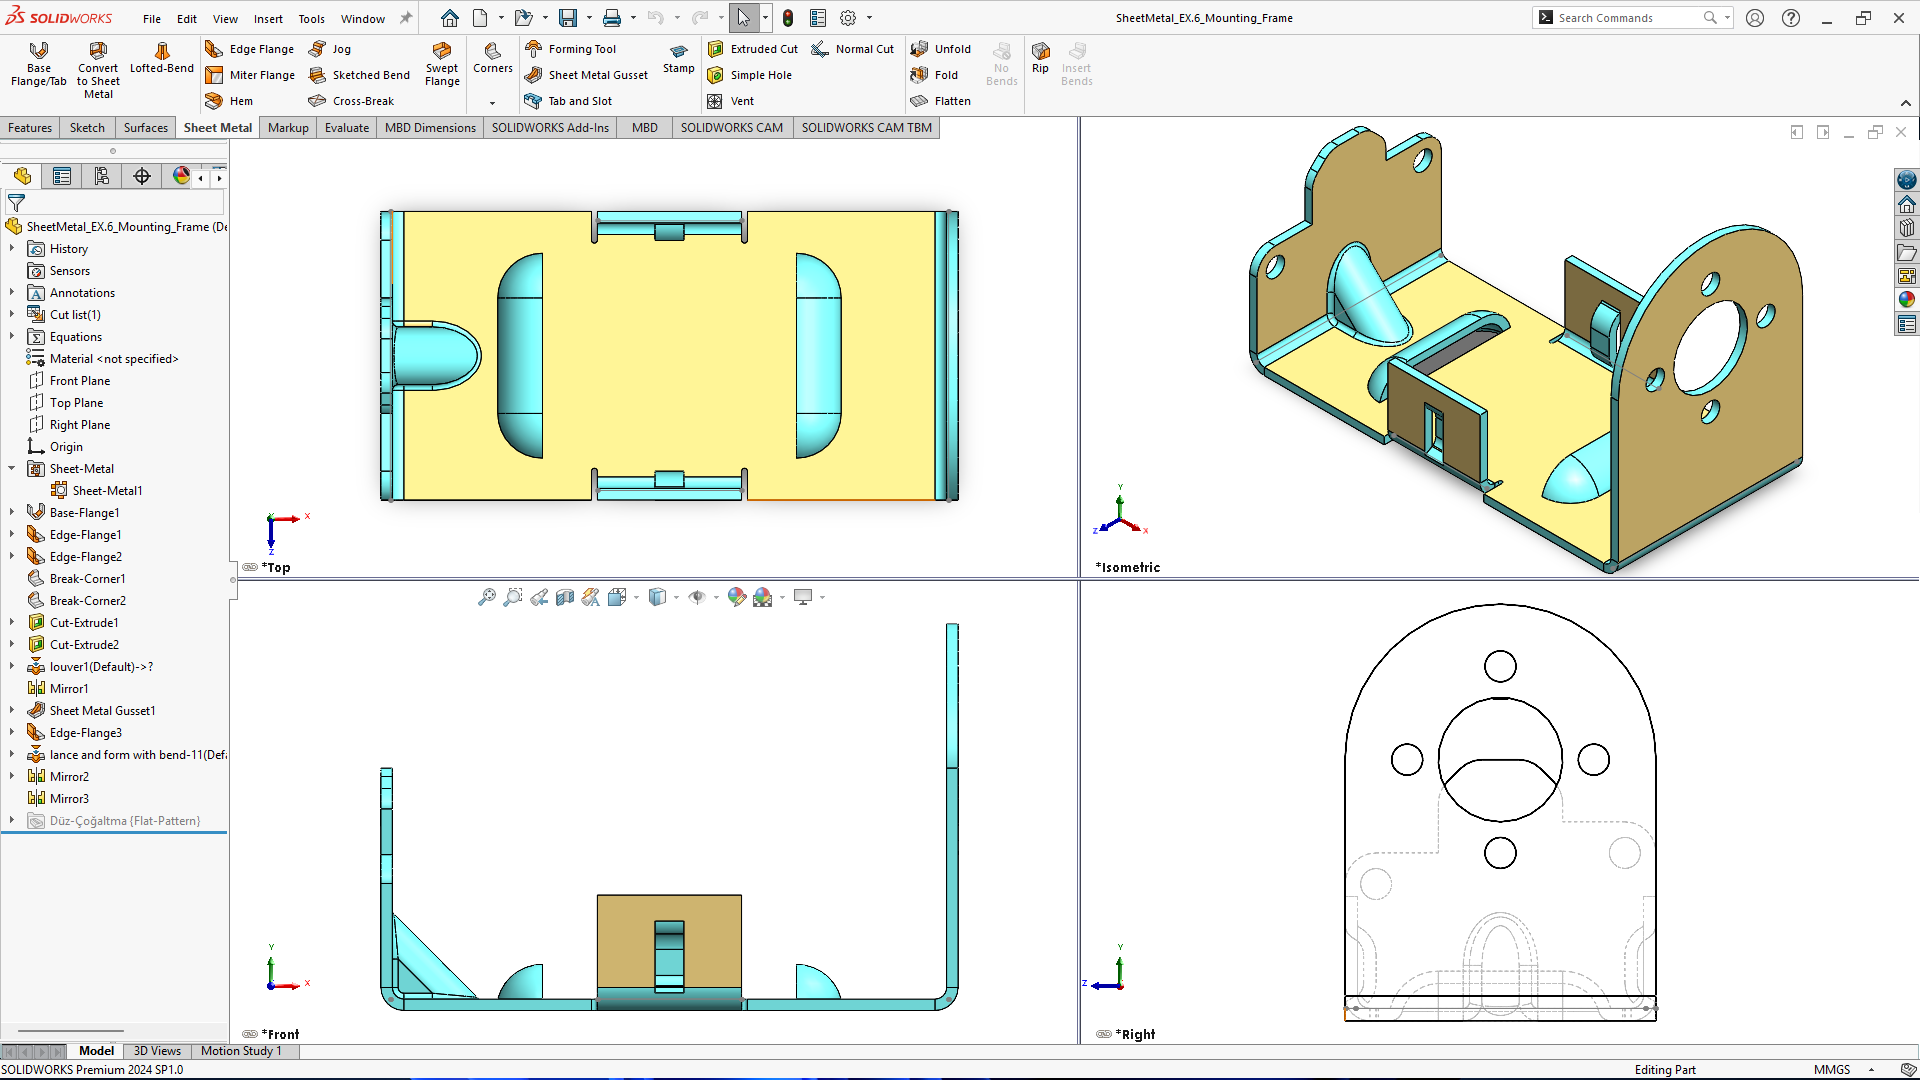 SOLIDWORKS
File Edit View Insert Tools Window
SheetMetal_EX.6_Mounting_Frame
Search Commands
Base Flange/Tab
Convert to Sheet Metal
Lofted-Bend
Edge Flange
Miter Flange
Hem
Jog
Sketched Bend
Cross-Break
Swept Flange
Corners
Forming Tool
Sheet Metal Gusset
Tab and Slot
Stamp
Extruded Cut
Simple Hole
Vent
Normal Cut
Unfold
Fold
Flatten
No Bends
Rip
Insert Bends
Features Sketch Surfaces Sheet Metal Markup Evaluate MBD Dimensions SOLIDWORKS Add-Ins MBD SOLIDWORKS CAM SOLIDWORKS CAM TBM
SheetMetal_EX.6_Mounting_Frame (De
History
Sensors
Annotations
Cut list(1)
Equations
Material <not specified>
Front Plane
Top Plane
Right Plane
Origin
Sheet-Metal
Sheet-Metal1
Base-Flange1
Edge-Flange1
Edge-Flange2
Break-Corner1
Break-Corner2
Cut-Extrude1
Cut-Extrude2
louver1(Default)->?
Mirror1
Sheet Metal Gusset1
Edge-Flange3
lance and form with bend-11(Defa
Mirror2
Mirror3
Düz-Çoğaltma {Flat-Pattern}
Y X
Z
*Top
Y
Z X
*Isometric
Y
X
*Front
Y
Z
*Right
Model 3D Views Motion Study 1
SOLIDWORKS Premium 2024 SP1.0
Editing Part
MMGS